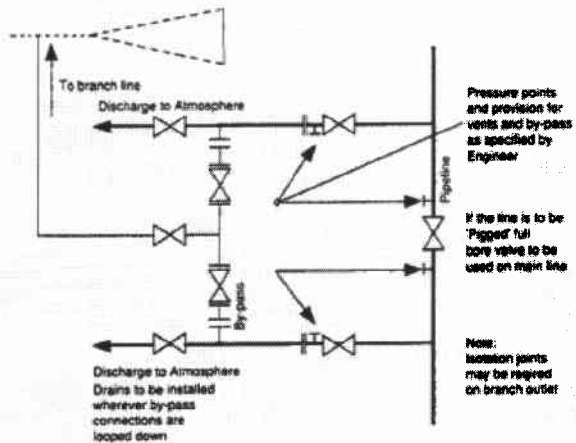 To branch line
Discharge to Atmosphere
Pressure points
and provision for
vents and by-pass
as specified by
Engineer
Pipeline
If the line is to be
'Pigged' full
bore valve to be
used on main line
By-pass
Discharge to Atmosphere
Drains to be installed
wherever by-pass
connections are
looped down
Note:
Isolation joints
may be reqired
on branch outlet